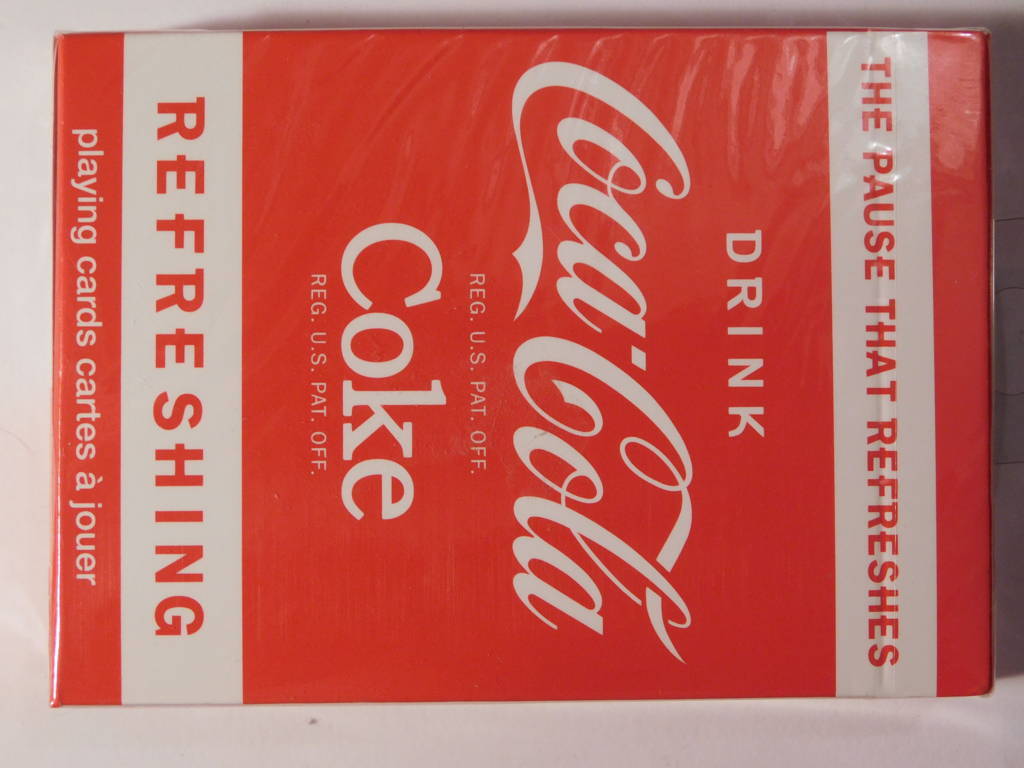 THE PAUSE THAT REFRESHES
DRINK
Coca-Cola
REG. U.S. PAT. OFF.
Coke
REG. U.S. PAT. OFF.
REFRESHING
playing cards cartes à jouer